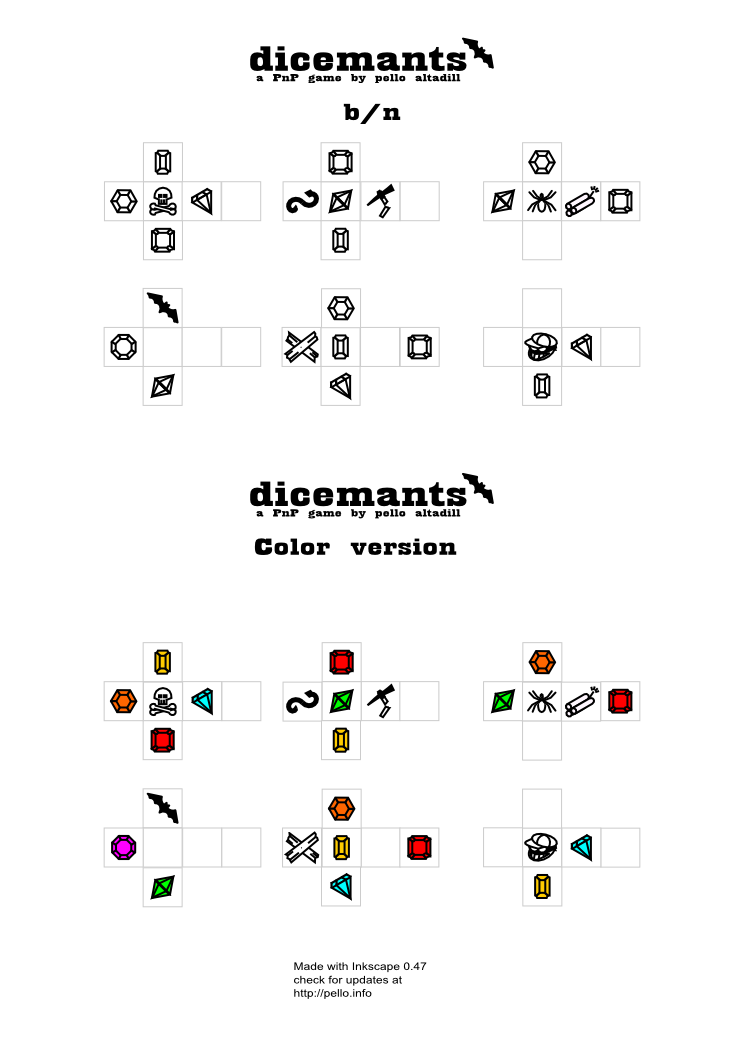 dicemants
a PnP game by pello altadill
b/n
dicemants
a PnP game by pello altadill
Color version
Made with Inkscape 0.47
check for updates at
http://pello.info